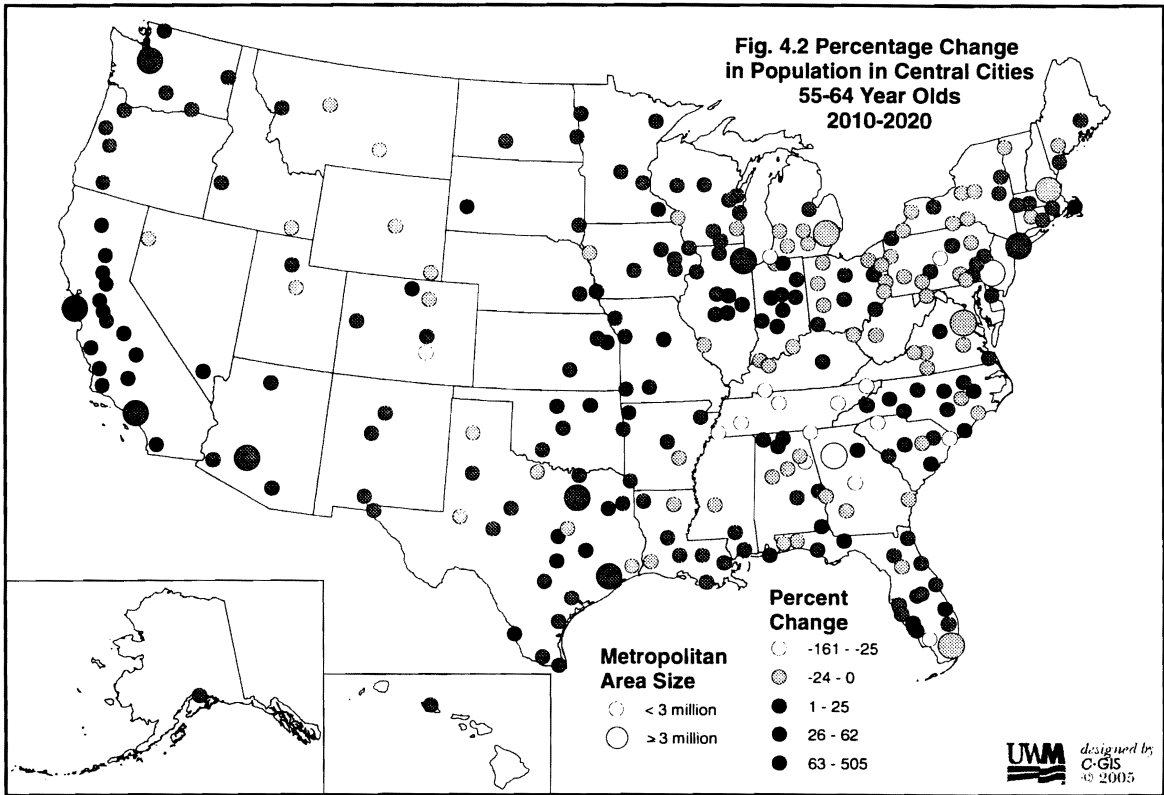 Fig. 4.2 Percentage Change
in Population in Central Cities
55-64 Year Olds
2010-2020
Metropolitan
Area Size
< 3 million
≥ 3 million
Percent
Change
-161 - -25
-24 - 0
1 - 25
26 - 62
63 - 505
UWM
designed by
C-GIS
© 2005